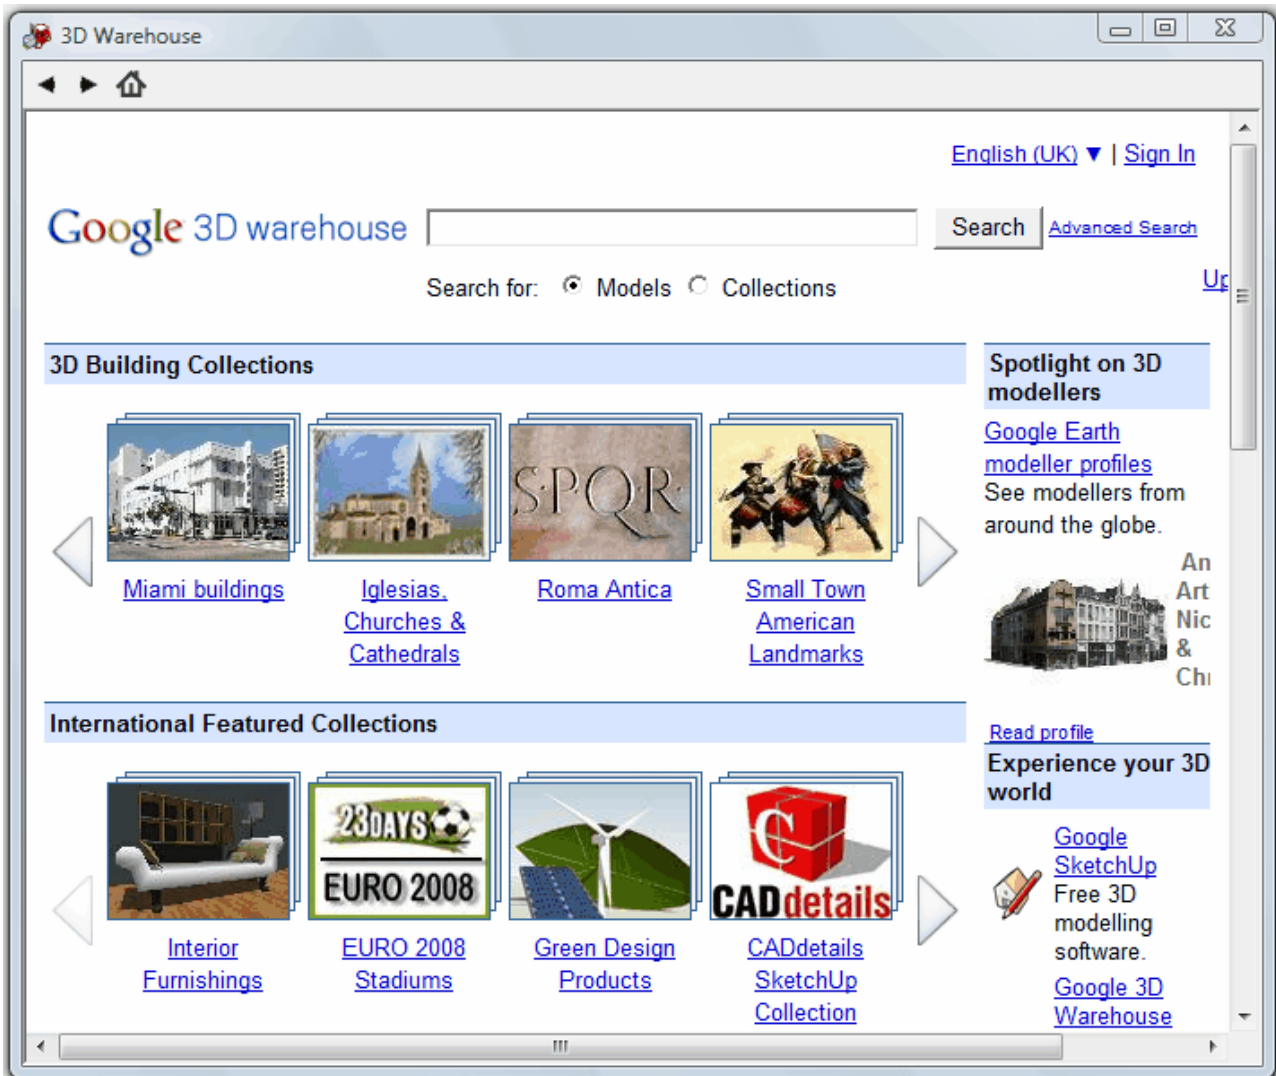 3D Warehouse
English (UK) ▼ | Sign In
Google 3D warehouse
Search
Advanced Search
Search for: Models Collections
3D Building Collections
SPQR
Miami buildings
Iglesias,
Churches &
Cathedrals
Roma Antica
Small Town
American
Landmarks
International Featured Collections
23DAYS
EURO 2008
C
CADdetails
Interior
Furnishings
EURO 2008
Stadiums
Green Design
Products
CADdetails
SketchUp
Collection
Spotlight on 3D
modellers
Google Earth
modeller profiles
See modellers from
around the globe.
An
Art
Nic
&
Read profile
Experience your 3D
world
Google
SketchUp
Free 3D
modelling
software.
Google 3D
Warehouse